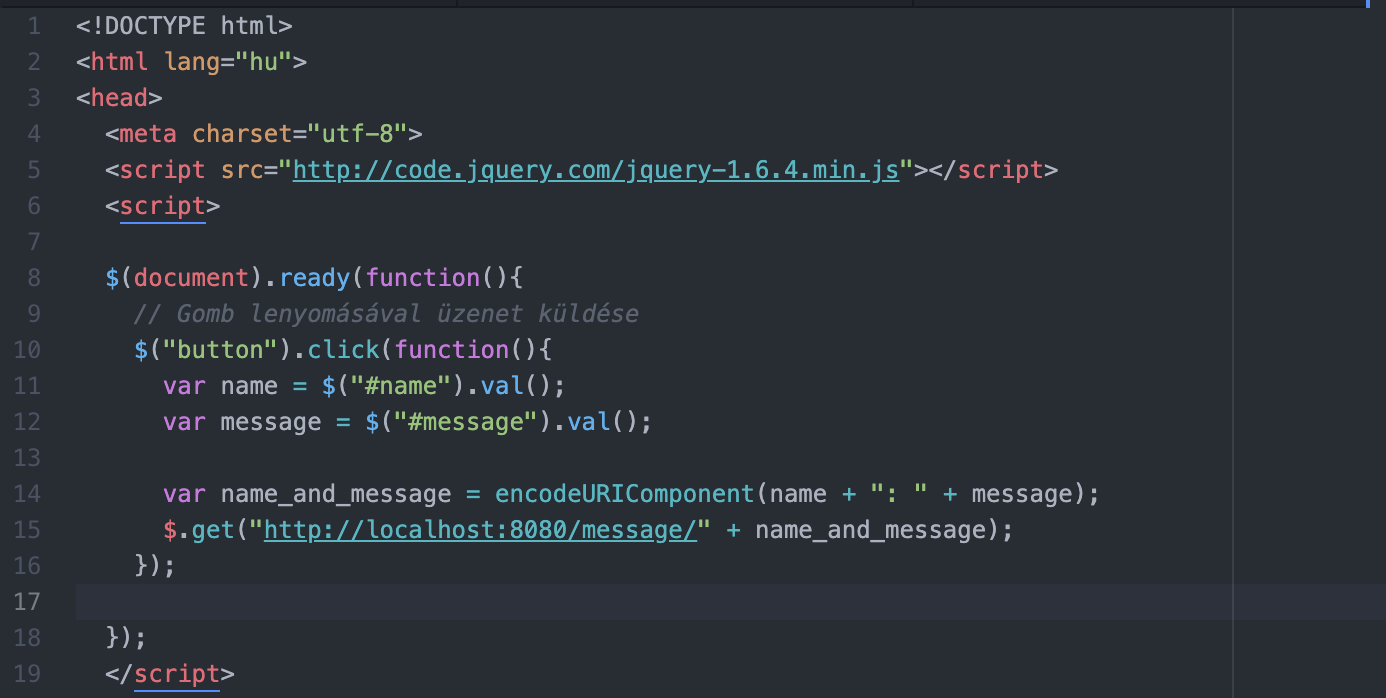 1 <!DOCTYPE html>
2 <html lang="hu">
3 <head>
4   <meta charset="utf-8">
5   <script src="http://code.jquery.com/jquery-1.6.4.min.js"></script>
6   <script>
7
8   $(document).ready(function(){
9     // Gomb lenyomásával üzenet küldése
10     $("button").click(function(){
11       var name = $("#name").val();
12       var message = $("#message").val();
13
14       var name_and_message = encodeURIComponent(name + ": " + message);
15       $.get("http://localhost:8080/message/" + name_and_message);
16     });
17
18   });
19   </script>